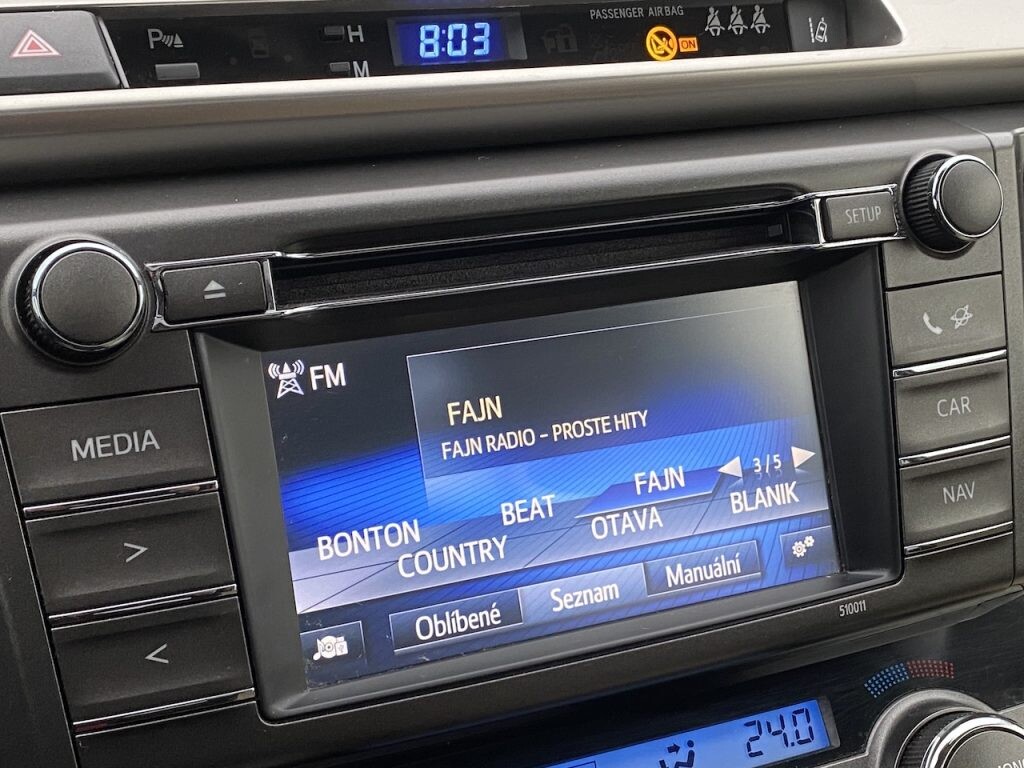 P H 8:03 PASSENGER AIR BAG
ON
M
SETUP
FM
FAJN
FAJN RADIO – PROSTE HITY
MEDIA
CAR
FAJN 3/5
BONTON BEAT BLANIK
NAV
COUNTRY OTAVA
>
Oblíbené Seznam Manuální
510011
<
24.0